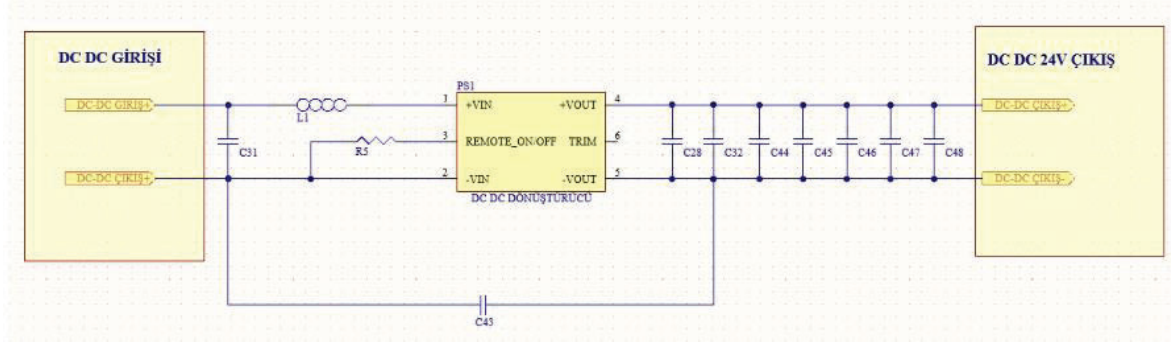 DC DC GİRİŞİ
DC-DC GİRİŞ+
DC-DC ÇIKIŞ+
C31
L1
R5
PS1
1 +VIN +VOUT 4
3 REMOTE_ON/OFF TRIM 6
2 -VIN -VOUT 5
DC DC DÖNÜŞTÜRÜCÜ
C43
C28 C32 C44 C45 C46 C47 C48
DC DC 24V ÇIKIŞ
DC-DC ÇIKIŞ+
DC-DC ÇIKIŞ-